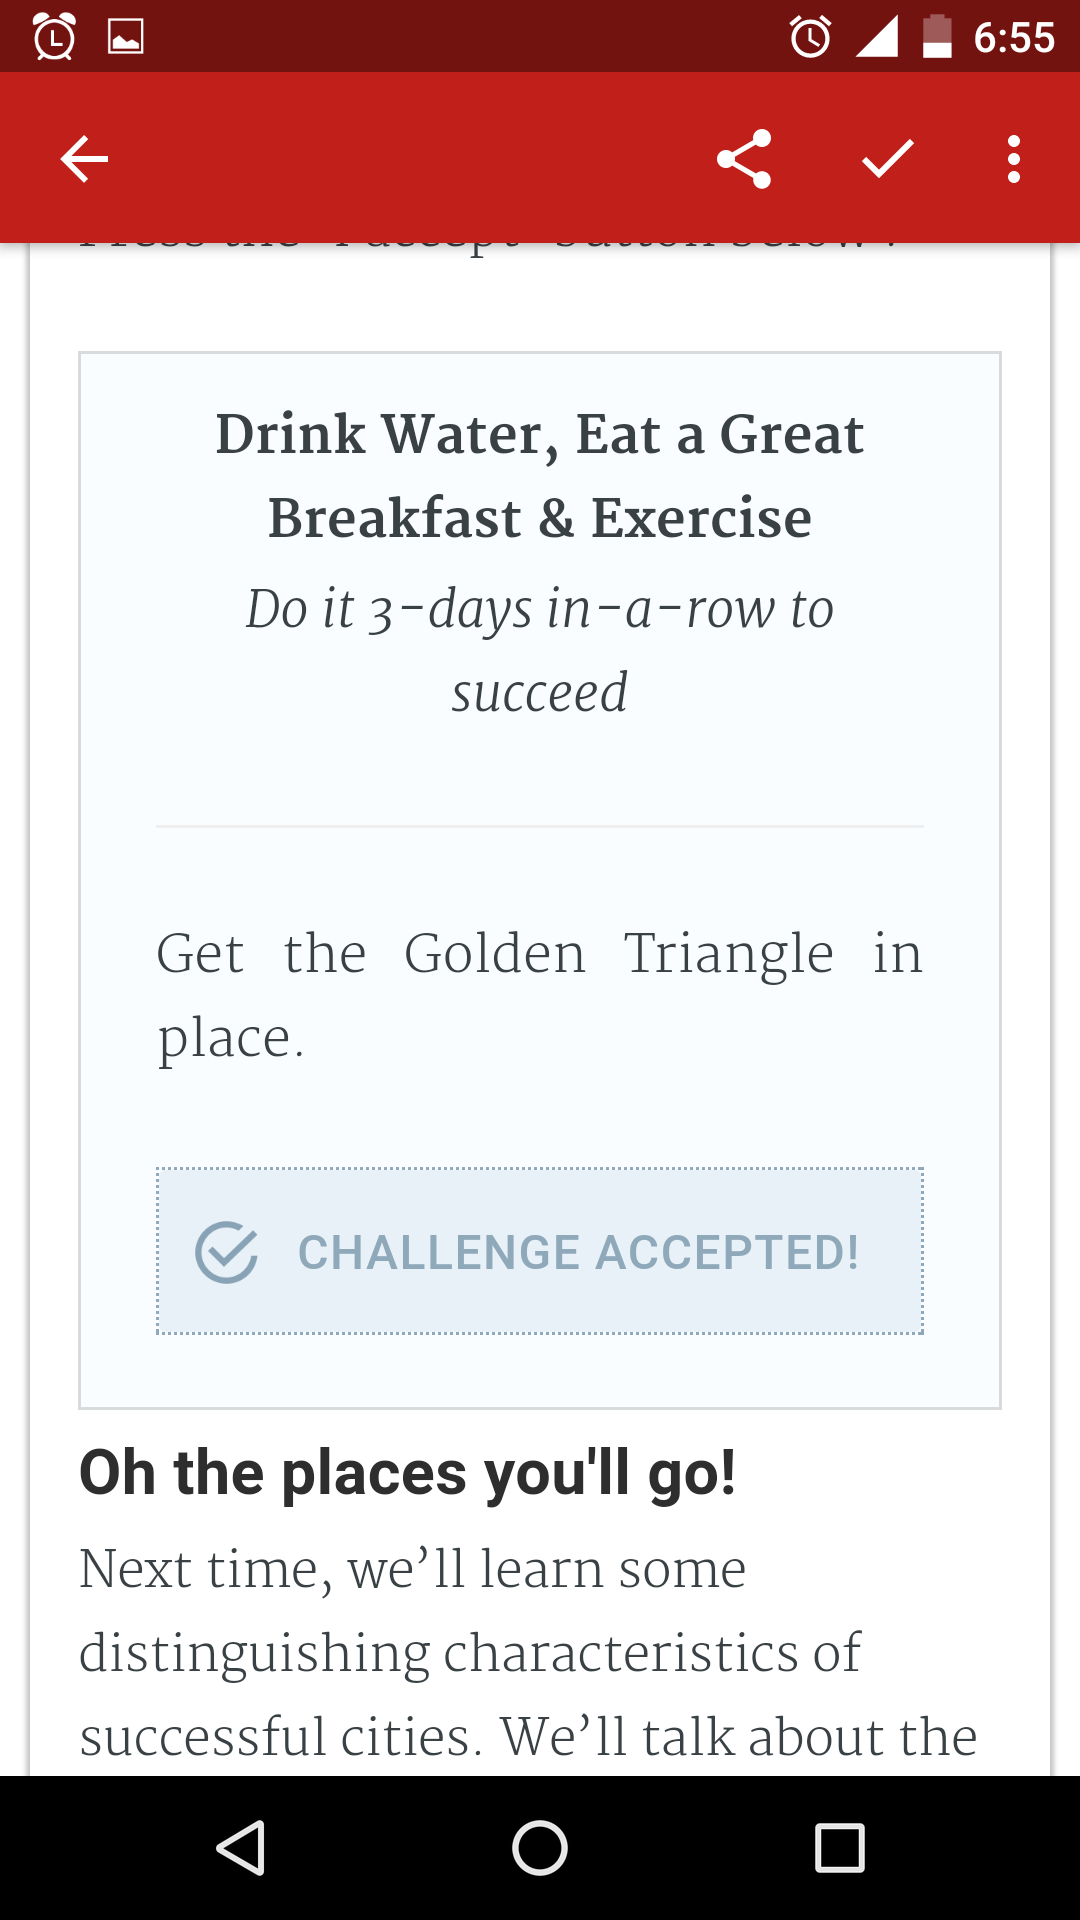 6:55
Drink Water, Eat a Great
Breakfast & Exercise
Do it 3-days in-a-row to
succeed
Get the Golden Triangle in
place.
CHALLENGE ACCEPTED!
Oh the places you'll go!
Next time, we’ll learn some
distinguishing characteristics of
successful cities. We’ll talk about the